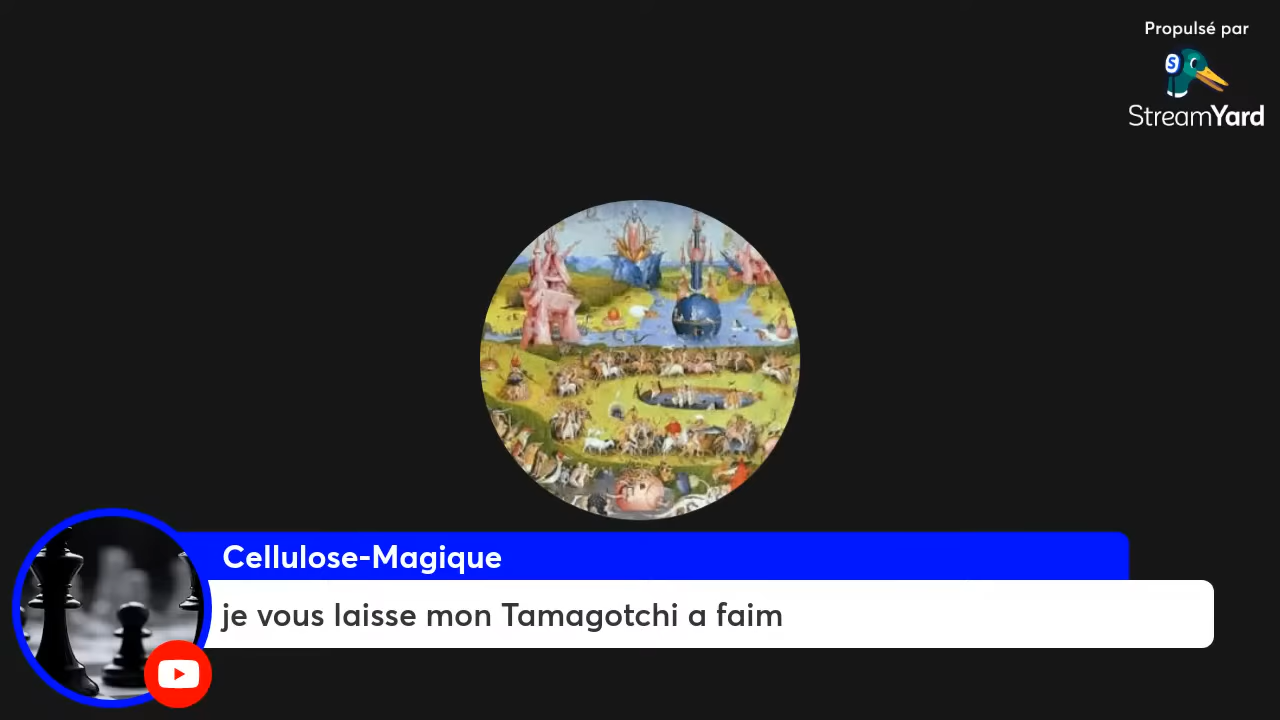 Propulsé par
S
StreamYard
Cellulose-Magique
je vous laisse mon Tamagotchi a faim